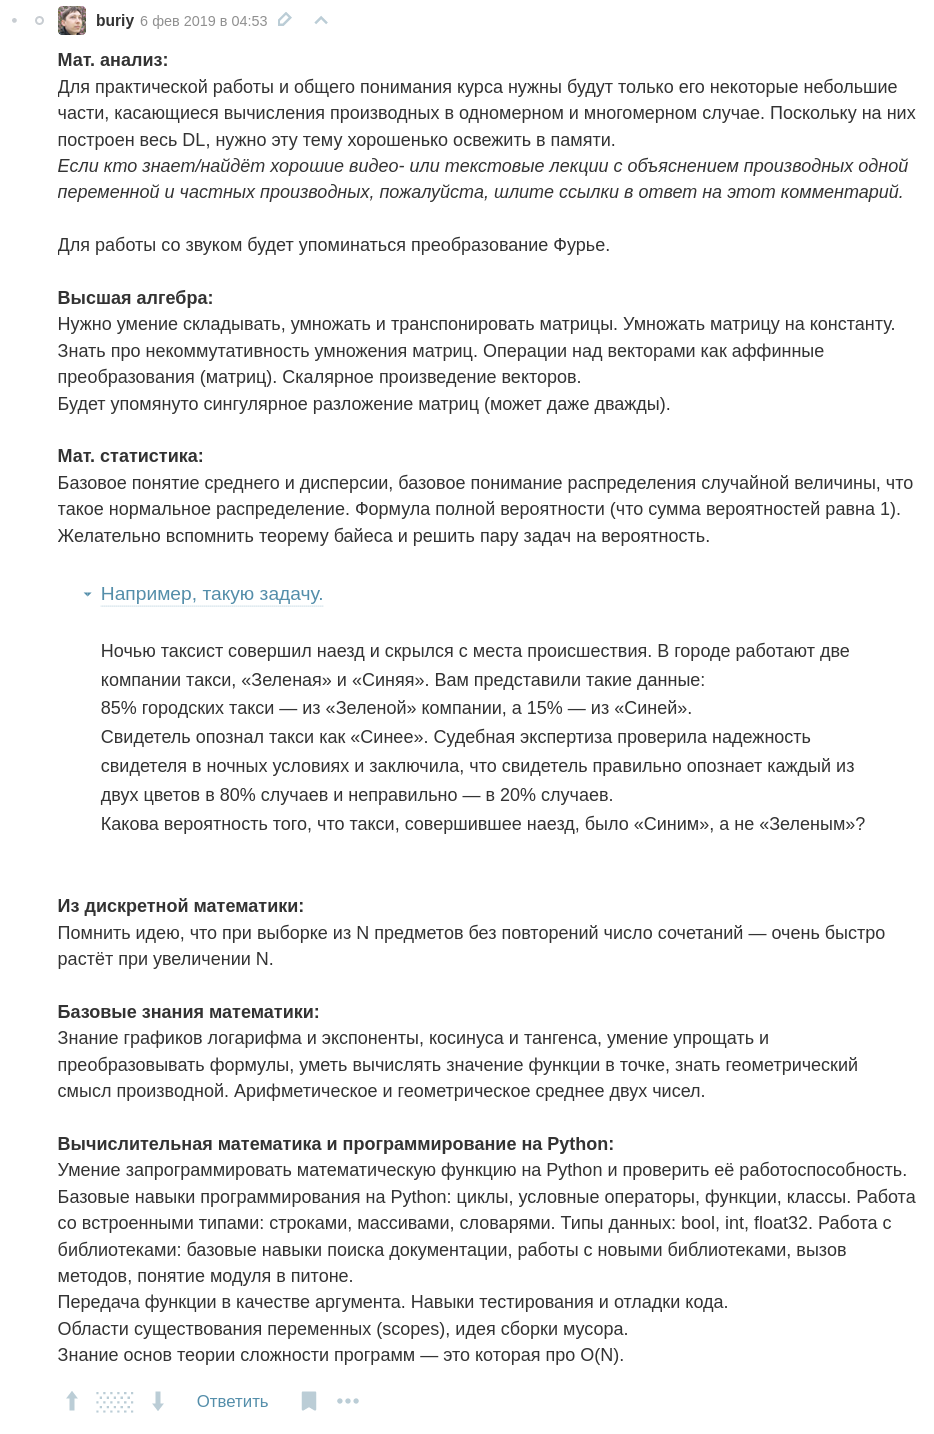 buriy 6 фев 2019 в 04:53
Мат. анализ:
Для практической работы и общего понимания курса нужны будут только его некоторые небольшие
части, касающиеся вычисления производных в одномерном и многомерном случае. Поскольку на них
построен весь DL, нужно эту тему хорошенько освежить в памяти.
Если кто знает/найдёт хорошие видео- или текстовые лекции с объяснением производных одной
переменной и частных производных, пожалуйста, шлите ссылки в ответ на этот комментарий.
Для работы со звуком будет упоминаться преобразование Фурье.
Высшая алгебра:
Нужно умение складывать, умножать и транспонировать матрицы. Умножать матрицу на константу.
Знать про некоммутативность умножения матриц. Операции над векторами как аффинные
преобразования (матриц). Скалярное произведение векторов.
Будет упомянуто сингулярное разложение матриц (может даже дважды).
Мат. статистика:
Базовое понятие среднего и дисперсии, базовое понимание распределения случайной величины, что
такое нормальное распределение. Формула полной вероятности (что сумма вероятностей равна 1).
Желательно вспомнить теорему байеса и решить пару задач на вероятность.
Например, такую задачу.
Ночью таксист совершил наезд и скрылся с места происшествия. В городе работают две
компании такси, «Зеленая» и «Синяя». Вам представили такие данные:
85% городских такси — из «Зеленой» компании, а 15% — из «Синей».
Свидетель опознал такси как «Синее». Судебная экспертиза проверила надежность
свидетеля в ночных условиях и заключила, что свидетель правильно опознает каждый из
двух цветов в 80% случаев и неправильно — в 20% случаев.
Какова вероятность того, что такси, совершившее наезд, было «Синим», а не «Зеленым»?
Из дискретной математики:
Помнить идею, что при выборке из N предметов без повторений число сочетаний — очень быстро
растёт при увеличении N.
Базовые знания математики:
Знание графиков логарифма и экспоненты, косинуса и тангенса, умение упрощать и
преобразовывать формулы, уметь вычислять значение функции в точке, знать геометрический
смысл производной. Арифметическое и геометрическое среднее двух чисел.
Вычислительная математика и программирование на Python:
Умение запрограммировать математическую функцию на Python и проверить её работоспособность.
Базовые навыки программирования на Python: циклы, условные операторы, функции, классы. Работа
со встроенными типами: строками, массивами, словарями. Типы данных: bool, int, float32. Работа с
библиотеками: базовые навыки поиска документации, работы с новыми библиотеками, вызов
методов, понятие модуля в питоне.
Передача функции в качестве аргумента. Навыки тестирования и отладки кода.
Области существования переменных (scopes), идея сборки мусора.
Знание основ теории сложности программ — это которая про O(N).
Ответить